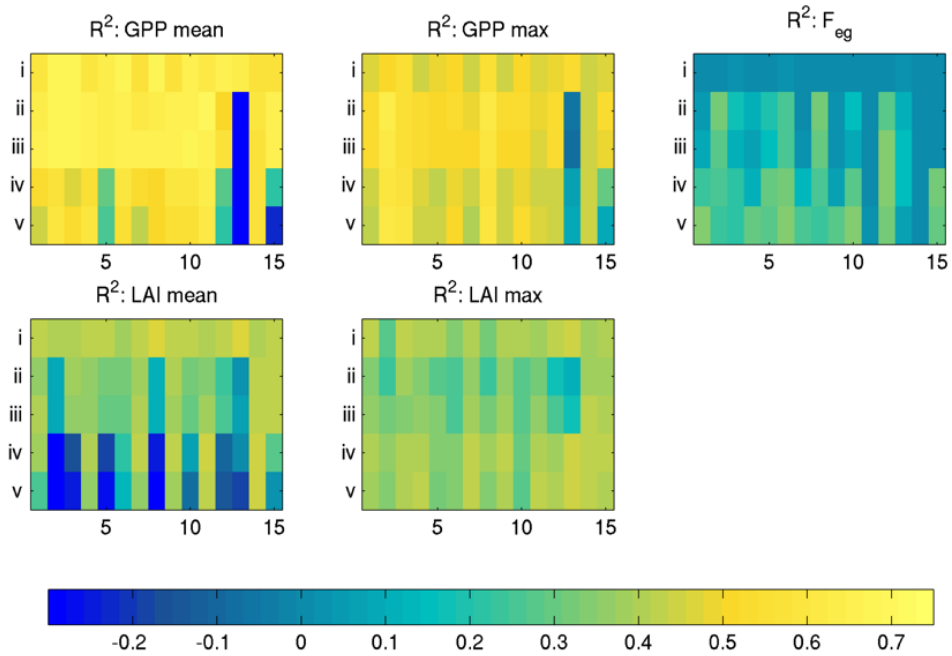 R²: GPP mean
R²: GPP max
R²: F_eg
i
ii
iii
iv
v
5
10
15
i
ii
iii
iv
v
5
10
15
i
ii
iii
iv
v
5
10
15
R²: LAI mean
R²: LAI max
i
ii
iii
iv
v
5
10
15
i
ii
iii
iv
v
5
10
15
-0.2
-0.1
0
0.1
0.2
0.3
0.4
0.5
0.6
0.7